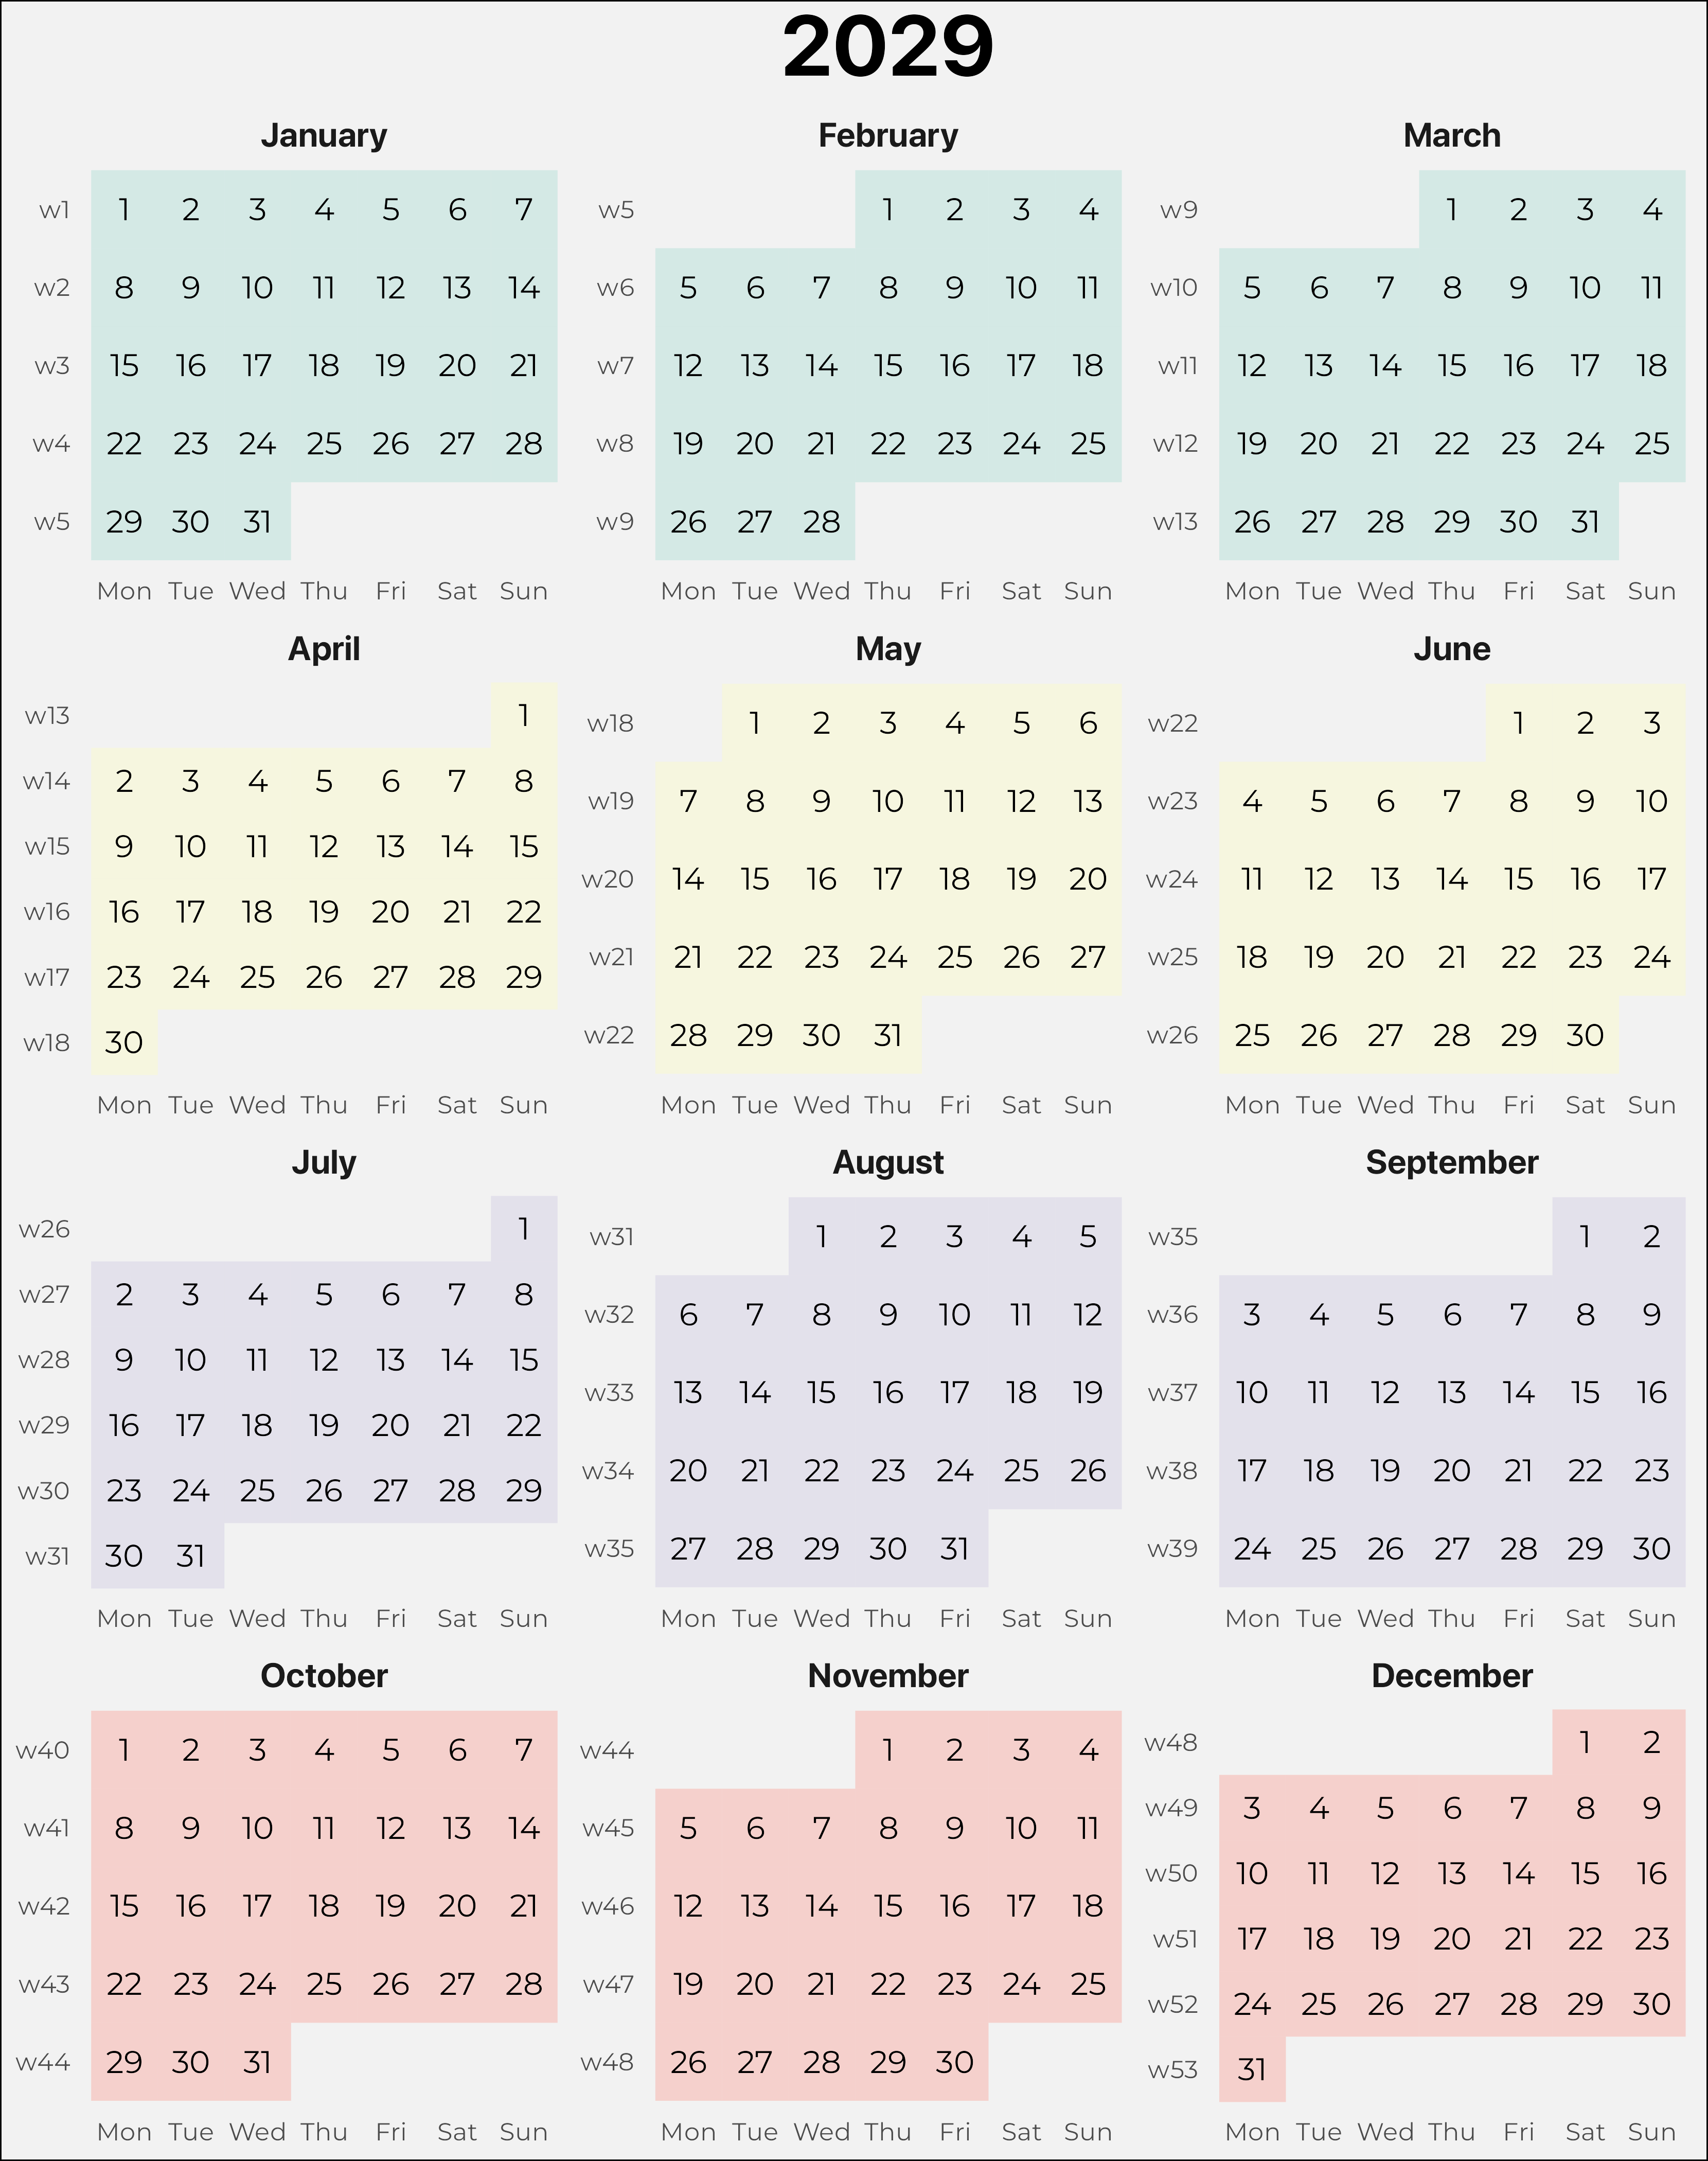 2029
January
w1 1 2 3 4 5 6 7
w2 8 9 10 11 12 13 14
w3 15 16 17 18 19 20 21
w4 22 23 24 25 26 27 28
w5 29 30 31
Mon Tue Wed Thu Fri Sat Sun
February
w5 1 2 3 4
w6 5 6 7 8 9 10 11
w7 12 13 14 15 16 17 18
w8 19 20 21 22 23 24 25
w9 26 27 28
Mon Tue Wed Thu Fri Sat Sun
March
w9 1 2 3 4
w10 5 6 7 8 9 10 11
w11 12 13 14 15 16 17 18
w12 19 20 21 22 23 24 25
w13 26 27 28 29 30 31
Mon Tue Wed Thu Fri Sat Sun
April
w13 1
w14 2 3 4 5 6 7 8
w15 9 10 11 12 13 14 15
w16 16 17 18 19 20 21 22
w17 23 24 25 26 27 28 29
w18 30
Mon Tue Wed Thu Fri Sat Sun
May
w18 1 2 3 4 5 6
w19 7 8 9 10 11 12 13
w20 14 15 16 17 18 19 20
w21 21 22 23 24 25 26 27
w22 28 29 30 31
Mon Tue Wed Thu Fri Sat Sun
June
w22 1 2 3
w23 4 5 6 7 8 9 10
w24 11 12 13 14 15 16 17
w25 18 19 20 21 22 23 24
w26 25 26 27 28 29 30
Mon Tue Wed Thu Fri Sat Sun
July
w26 1
w27 2 3 4 5 6 7 8
w28 9 10 11 12 13 14 15
w29 16 17 18 19 20 21 22
w30 23 24 25 26 27 28 29
w31 30 31
Mon Tue Wed Thu Fri Sat Sun
August
w31 1 2 3 4 5
w32 6 7 8 9 10 11 12
w33 13 14 15 16 17 18 19
w34 20 21 22 23 24 25 26
w35 27 28 29 30 31
Mon Tue Wed Thu Fri Sat Sun
September
w35 1 2
w36 3 4 5 6 7 8 9
w37 10 11 12 13 14 15 16
w38 17 18 19 20 21 22 23
w39 24 25 26 27 28 29 30
Mon Tue Wed Thu Fri Sat Sun
October
w40 1 2 3 4 5 6 7
w41 8 9 10 11 12 13 14
w42 15 16 17 18 19 20 21
w43 22 23 24 25 26 27 28
w44 29 30 31
Mon Tue Wed Thu Fri Sat Sun
November
w44 1 2 3 4
w45 5 6 7 8 9 10 11
w46 12 13 14 15 16 17 18
w47 19 20 21 22 23 24 25
w48 26 27 28 29 30
Mon Tue Wed Thu Fri Sat Sun
December
w48 1 2
w49 3 4 5 6 7 8 9
w50 10 11 12 13 14 15 16
w51 17 18 19 20 21 22 23
w52 24 25 26 27 28 29 30
w53 31
Mon Tue Wed Thu Fri Sat Sun